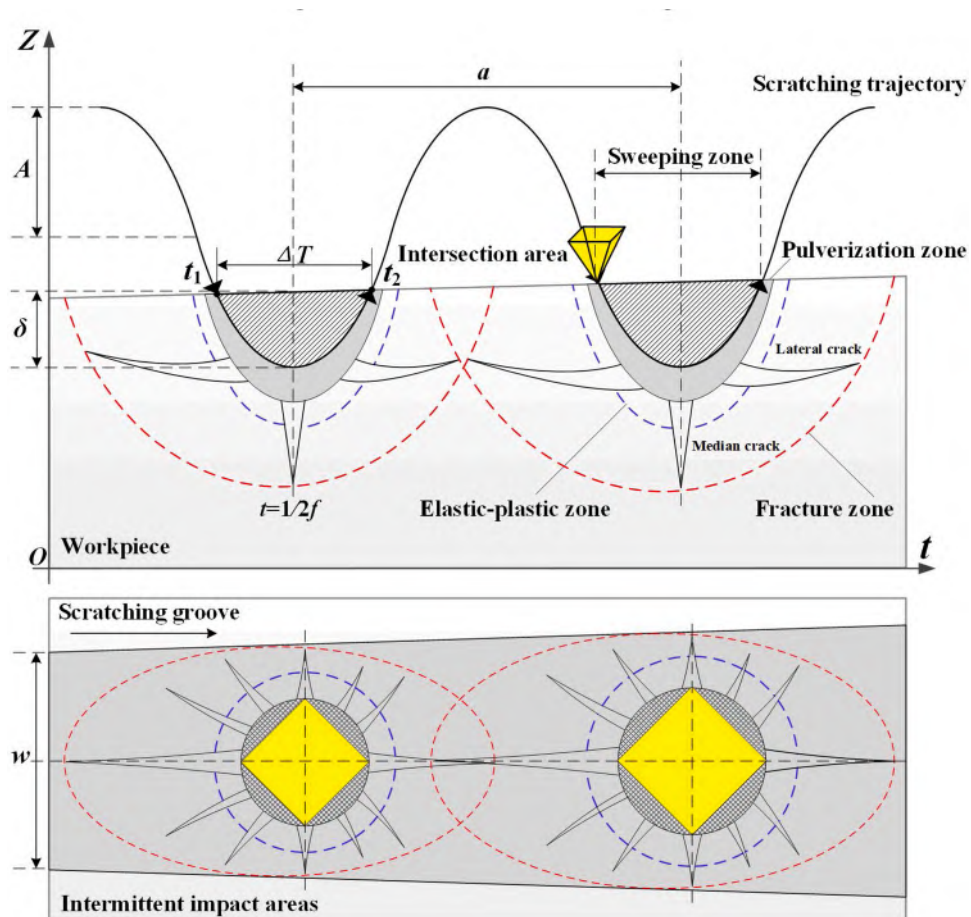 Z
a
Scratching trajectory
A
Sweeping zone
ΔT
Intersection area
Pulverization zone
t1
t2
δ
Lateral crack
Median crack
t=1/2f
Elastic-plastic zone
Fracture zone
O
Workpiece
t
Scratching groove
w
Intermittent impact areas